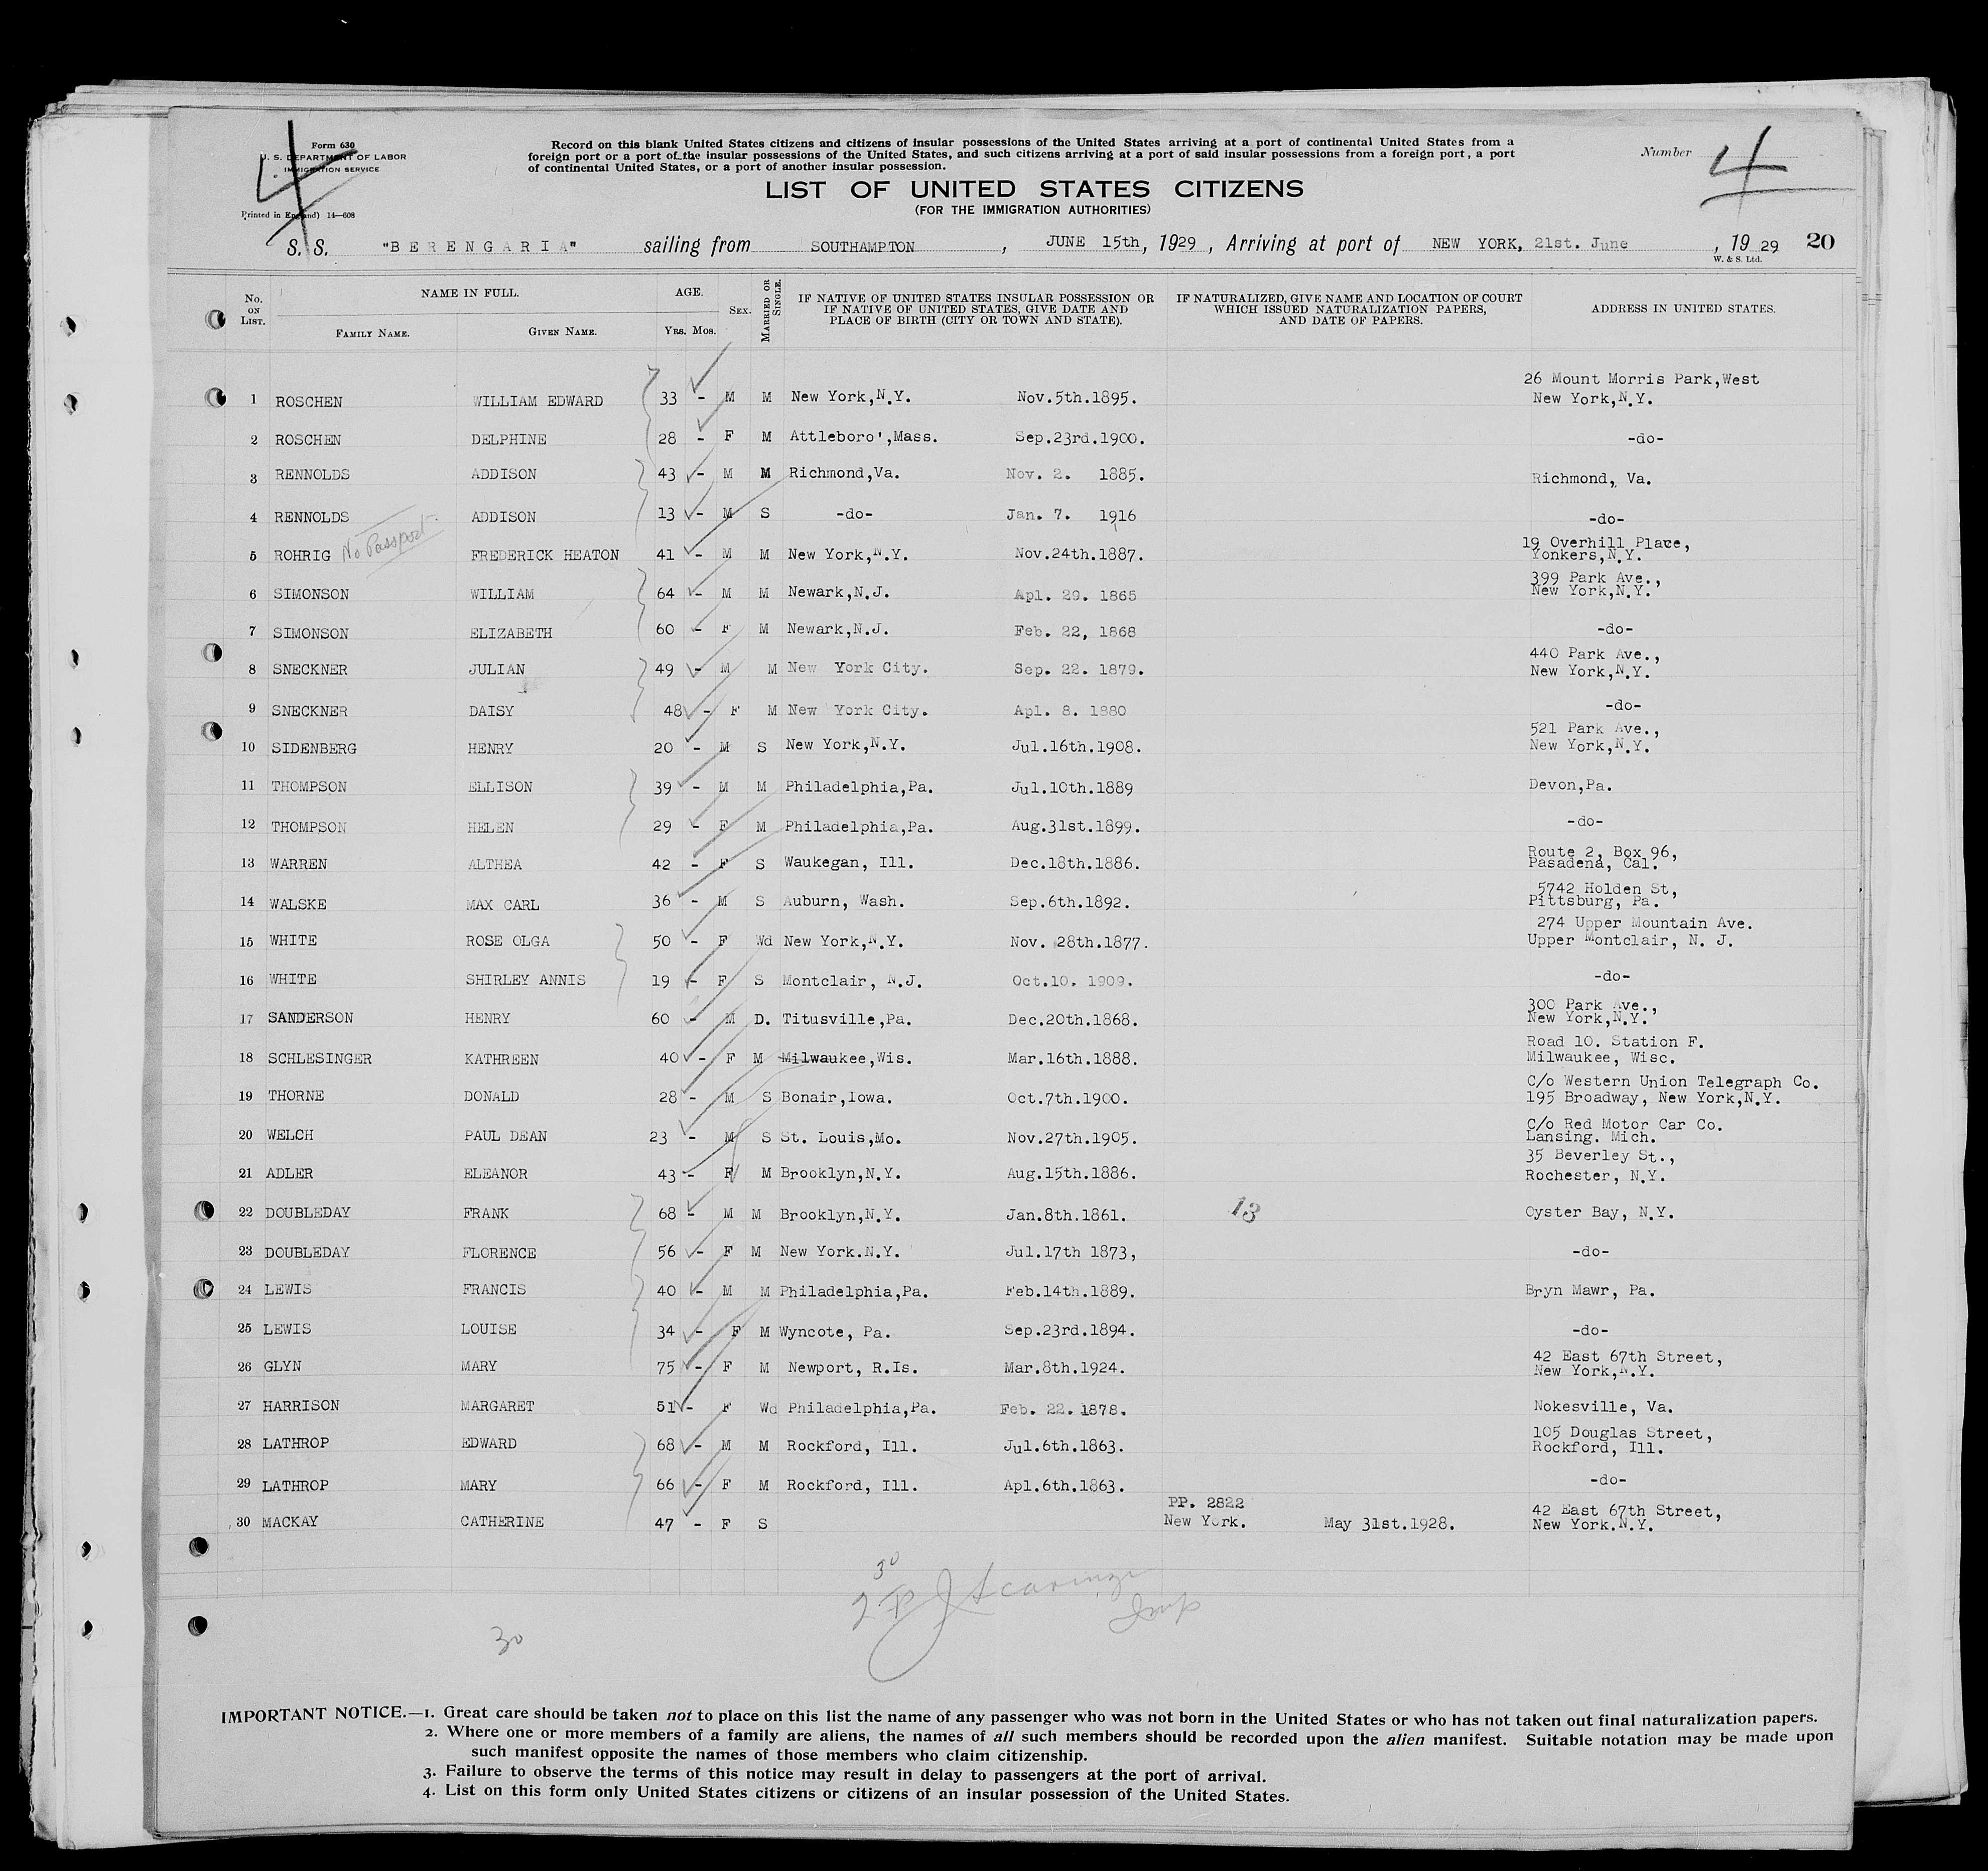 Form 630
U. S. DEPARTMENT OF LABOR
IMMIGRATION SERVICE
Printed in England) 14—608
4
Record on this blank United States citizens and citizens of insular possessions of the United States arriving at a port of continental United States from a
foreign port or a port of the insular possessions of the United States, and such citizens arriving at a port of said insular possessions from a foreign port, a port
of continental United States, or a port of another insular possession.
Number 4
LIST OF UNITED STATES CITIZENS
(FOR THE IMMIGRATION AUTHORITIES)
S. S. "BERENGARIA" sailing from SOUTHAMPTON, JUNE 15th, 1929, Arriving at port of NEW YORK, 21st. June, 1929 20
W. & S. Ltd.
No. ON LIST. NAME IN FULL. FAMILY NAME. GIVEN NAME. AGE. Yrs. Mos. SEX. MARRIED OR SINGLE. IF NATIVE OF UNITED STATES INSULAR POSSESSION OR IF NATIVE OF UNITED STATES, GIVE DATE AND PLACE OF BIRTH (CITY OR TOWN AND STATE). IF NATURALIZED, GIVE NAME AND LOCATION OF COURT WHICH ISSUED NATURALIZATION PAPERS, AND DATE OF PAPERS. ADDRESS IN UNITED STATES.
26 Mount Morris Park,West
1 ROSCHEN WILLIAM EDWARD 33 - M M New York,N.Y. Nov.5th.1895. New York,N.Y.
2 ROSCHEN DELPHINE 28 - F M Attleboro',Mass. Sep.23rd.1900. -do-
3 RENNOLDS ADDISON 43 - M M Richmond,Va. Nov. 2. 1885. Richmond, Va.
4 RENNOLDS ADDISON 13 - M S -do- Jan. 7. 1916 -do-
19 Overhill Place,
5 ROHRIG No Passport FREDERICK HEATON 41 - M M New York,N.Y. Nov.24th.1887. Yonkers,N.Y.
399 Park Ave.,
6 SIMONSON WILLIAM 64 - M M Newark,N.J. Apl. 29. 1865 New York,N.Y.
7 SIMONSON ELIZABETH 60 - F M Newark,N.J. Feb. 22, 1868 -do-
440 Park Ave.,
8 SNECKNER JULIAN 49 - M M New York City. Sep. 22. 1879. New York,N.Y.
9 SNECKNER DAISY 48 - F M New York City. Apl. 8. 1880 -do-
521 Park Ave.,
10 SIDENBERG HENRY 20 - M S New York,N.Y. Jul.16th.1908. New York,N.Y.
11 THOMPSON ELLISON 39 - M M Philadelphia,Pa. Jul.10th.1889 Devon,Pa.
12 THOMPSON HELEN 29 - F M Philadelphia,Pa. Aug.31st.1899. -do-
Route 2, Box 96,
13 WARREN ALTHEA 42 - F S Waukegan, Ill. Dec.18th.1886. Pasadena, Cal.
5742 Holden St,
14 WALSKE MAX CARL 36 - M S Auburn, Wash. Sep.6th.1892. Pittsburg, Pa.
274 Upper Mountain Ave.
15 WHITE ROSE OLGA 50 - F Wd New York,N.Y. Nov. 28th.1877. Upper Montclair, N. J.
16 WHITE SHIRLEY ANNIS 19 - F S Montclair, N.J. Oct.10. 1909. -do-
300 Park Ave.,
17 SANDERSON HENRY 60 - M D. Titusville,Pa. Dec.20th.1868. New York,N.Y.
Road 10. Station F.
18 SCHLESINGER KATHREEN 40 - F M Milwaukee,Wis. Mar.16th.1888. Milwaukee, Wisc.
C/o Western Union Telegraph Co.
19 THORNE DONALD 28 - M S Bonair,Iowa. Oct.7th.1900. 195 Broadway, New York,N.Y.
C/o Red Motor Car Co.
20 WELCH PAUL DEAN 23 - M S St. Louis,Mo. Nov.27th.1905. Lansing. Mich.
35 Beverley St.,
21 ADLER ELEANOR 43 - F M Brooklyn,N.Y. Aug.15th.1886. Rochester, N.Y.
22 DOUBLEDAY FRANK 68 - M M Brooklyn,N.Y. Jan.8th.1861. 13 Oyster Bay, N.Y.
23 DOUBLEDAY FLORENCE 56 - F M New York.N.Y. Jul.17th 1873, -do-
24 LEWIS FRANCIS 40 - M M Philadelphia,Pa. Feb.14th.1889. Bryn Mawr, Pa.
25 LEWIS LOUISE 34 - F M Wyncote, Pa. Sep.23rd.1894. -do-
42 East 67th Street,
26 GLYN MARY 75 - F M Newport, R.Is. Mar.8th.1924. New York,N.Y.
27 HARRISON MARGARET 51 - F Wd Philadelphia,Pa. Feb. 22. 1878. Nokesville, Va.
105 Douglas Street,
28 LATHROP EDWARD 68 - M M Rockford, Ill. Jul.6th.1863. Rockford, Ill.
29 LATHROP MARY 66 - F M Rockford, Ill. Apl.6th.1863. -do-
PP. 2822 42 East 67th Street,
30 MACKAY CATHERINE 47 - F S New York. May 31st.1928. New York.N.Y.
30
30
IMPORTANT NOTICE.—1. Great care should be taken not to place on this list the name of any passenger who was not born in the United States or who has not taken out final naturalization papers.
2. Where one or more members of a family are aliens, the names of all such members should be recorded upon the alien manifest. Suitable notation may be made upon
such manifest opposite the names of those members who claim citizenship.
3. Failure to observe the terms of this notice may result in delay to passengers at the port of arrival.
4. List on this form only United States citizens or citizens of an insular possession of the United States.